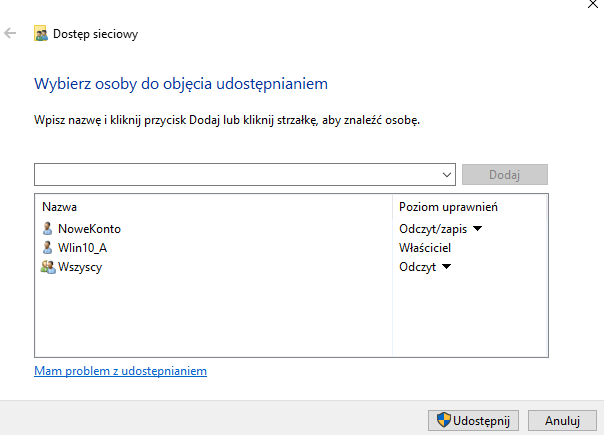 Dostęp sieciowy
Wybierz osoby do objęcia udostępnianiem
Wpisz nazwę i kliknij przycisk Dodaj lub kliknij strzałkę, aby znaleźć osobę.
Dodaj
Nazwa Poziom uprawnień
NoweKonto Odczyt/zapis
WIin10_A Właściciel
Wszyscy Odczyt
Mam problem z udostępnianiem
Udostępnij Anuluj